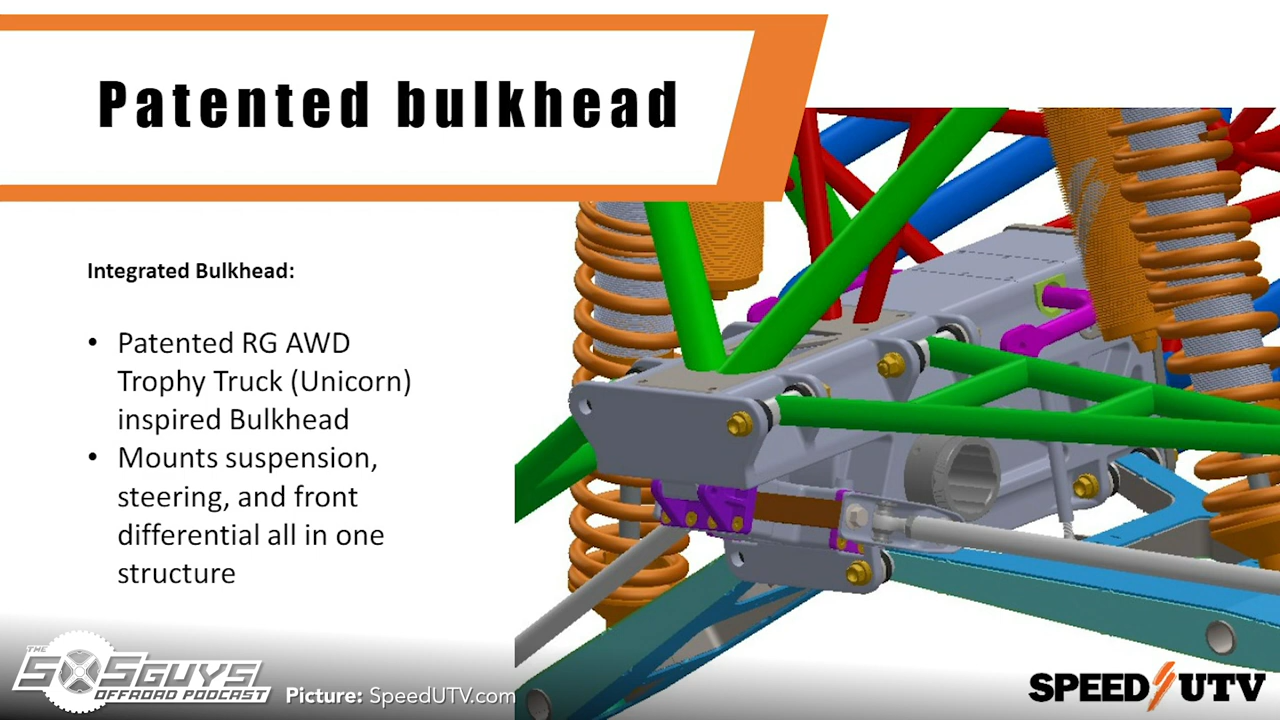 Patented bulkhead
Integrated Bulkhead:
• Patented RG AWD
Trophy Truck (Unicorn)
inspired Bulkhead
• Mounts suspension,
steering, and front
differential all in one
structure
THE
SXSGUYS
OFFROAD PODCAST
Picture: SpeedUTV.com
SPEED UTV